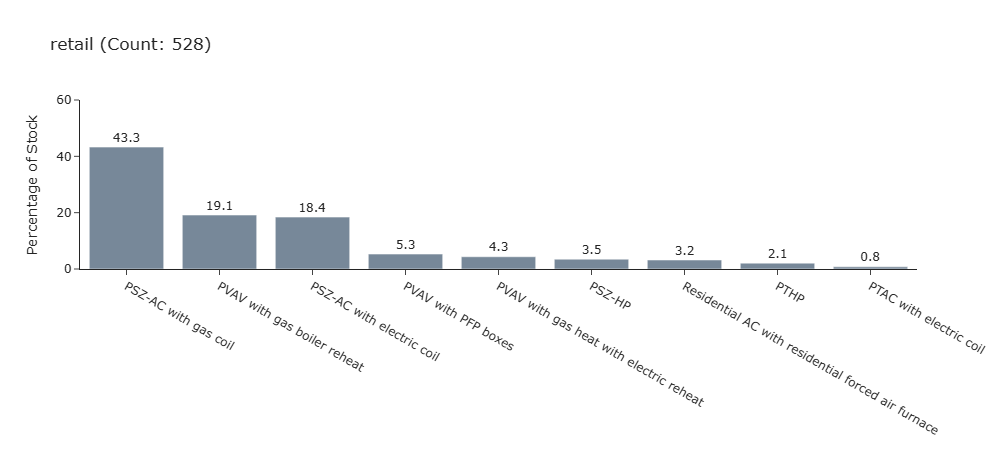 retail (Count: 528)
Percentage of Stock
60
40
20
0
43.3
19.1
18.4
5.3
4.3
3.5
3.2
2.1
0.8
PSZ-AC with gas coil
PVAV with gas boiler reheat
PSZ-AC with electric coil
PVAV with PFP boxes
PVAV with gas heat with electric reheat
PSZ-HP
Residential AC with residential forced air furnace
PTHP
PTAC with electric coil